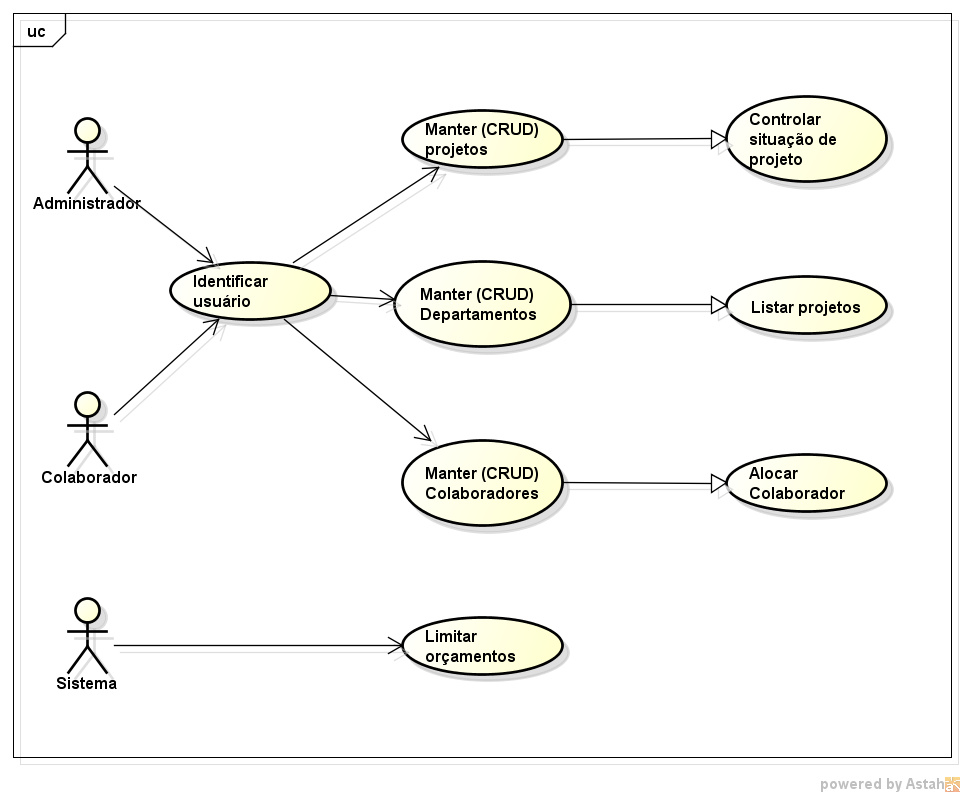 uc
Administrador
Manter (CRUD)
projetos
Controlar
situação de
projeto
Identificar
usuário
Manter (CRUD)
Departamentos
Listar projetos
Colaborador
Manter (CRUD)
Colaboradores
Alocar
Colaborador
Sistema
Limitar
orçamentos
powered by Astah